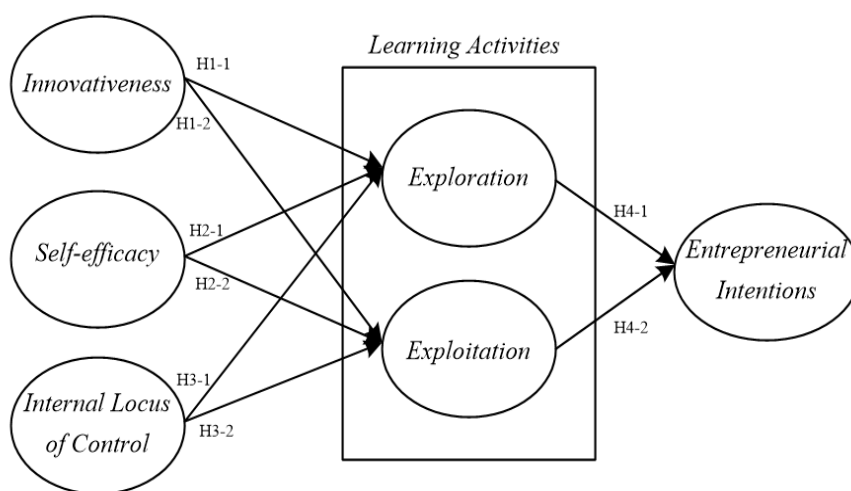 Learning Activities
Innovativeness
H1-1
H1-2
Exploration
Self-efficacy
H2-1
H2-2
H4-1
Entrepreneurial
Intentions
H4-2
Exploitation
Internal Locus
of Control
H3-1
H3-2